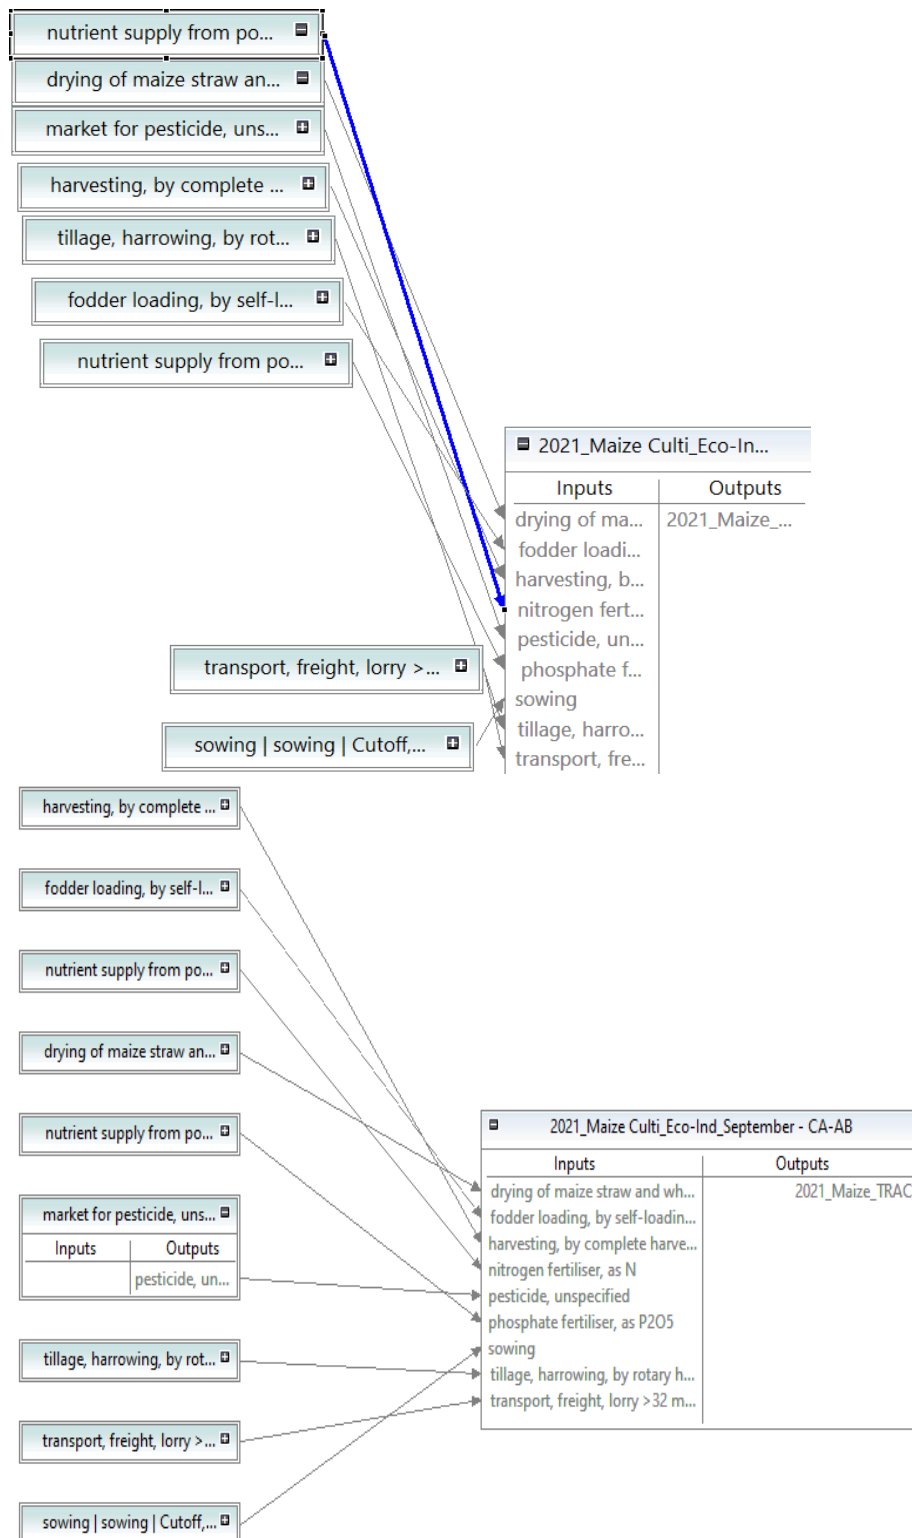 nutrient supply from po...
drying of maize straw an...
market for pesticide, uns...
harvesting, by complete ...
tillage, harrowing, by rot...
fodder loading, by self-l...
nutrient supply from po...
2021_Maize Culti_Eco-In...
Inputs Outputs
drying of ma... 2021_Maize_...
fodder loadi...
harvesting, b...
nitrogen fert...
pesticide, un...
phosphate f...
sowing
tillage, harro...
transport, fre...
transport, freight, lorry >...
sowing | sowing | Cutoff,...
harvesting, by complete ...
fodder loading, by self-l...
nutrient supply from po...
drying of maize straw an...
nutrient supply from po...
market for pesticide, uns...
Inputs Outputs
pesticide, un...
tillage, harrowing, by rot...
transport, freight, lorry >...
sowing | sowing | Cutoff,...
2021_Maize Culti_Eco-Ind_September - CA-AB
Inputs Outputs
drying of maize straw and wh... 2021_Maize_TRAC
fodder loading, by self-loadin...
harvesting, by complete harve...
nitrogen fertiliser, as N
pesticide, unspecified
phosphate fertiliser, as P2O5
sowing
tillage, harrowing, by rotary h...
transport, freight, lorry >32 m...